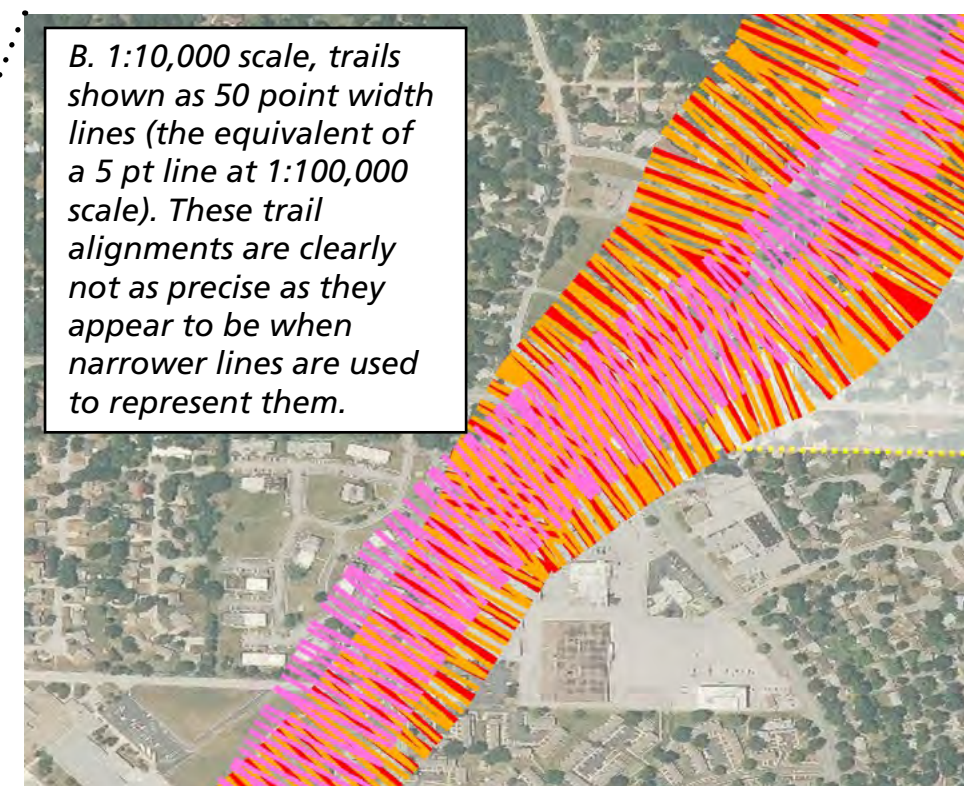 B. 1:10,000 scale, trails
shown as 50 point width
lines (the equivalent of
a 5 pt line at 1:100,000
scale). These trail
alignments are clearly
not as precise as they
appear to be when
narrower lines are used
to represent them.